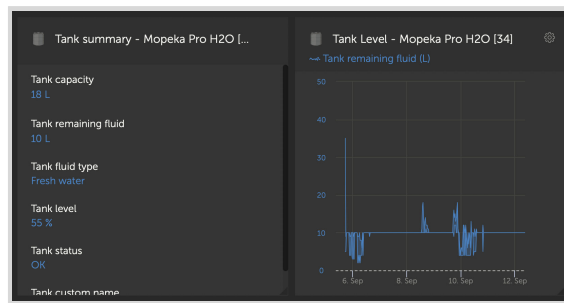 Tank summary - Mopeka Pro H2O [...
Tank capacity
18 L
Tank remaining fluid
10 L
Tank fluid type
Fresh water
Tank level
55 %
Tank status
OK
Tank custom name
Tank Level - Mopeka Pro H2O [34]
Tank remaining fluid (L)
50
40
30
20
10
0
6. Sep 8. Sep 10. Sep 12. Sep